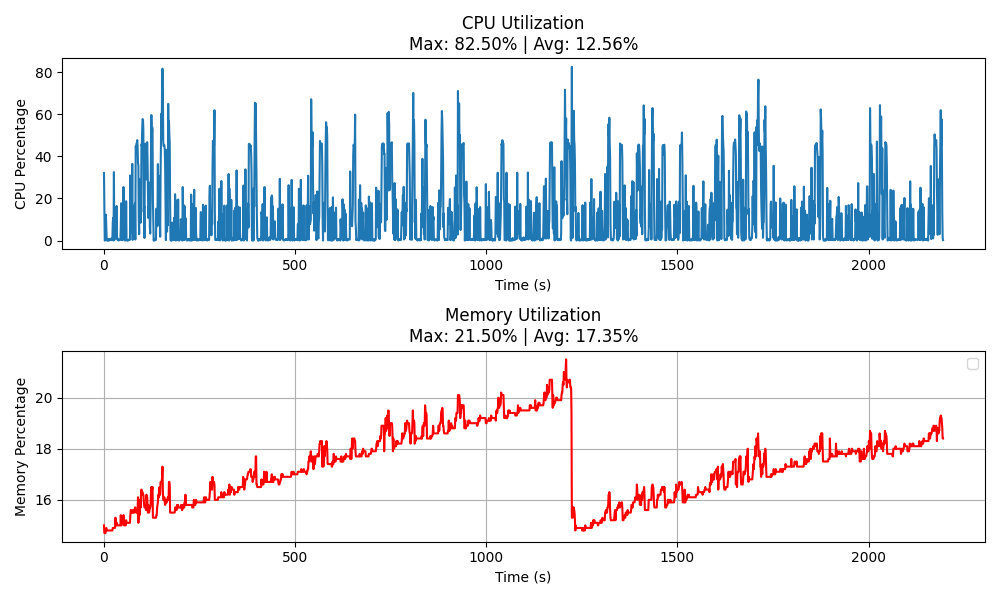 CPU Utilization
Max: 82.50% | Avg: 12.56%
CPU Percentage
80
60
40
20
0
0 500 1000 1500 2000
Time (s)
Memory Utilization
Max: 21.50% | Avg: 17.35%
Memory Percentage
20
18
16
0 500 1000 1500 2000
Time (s)